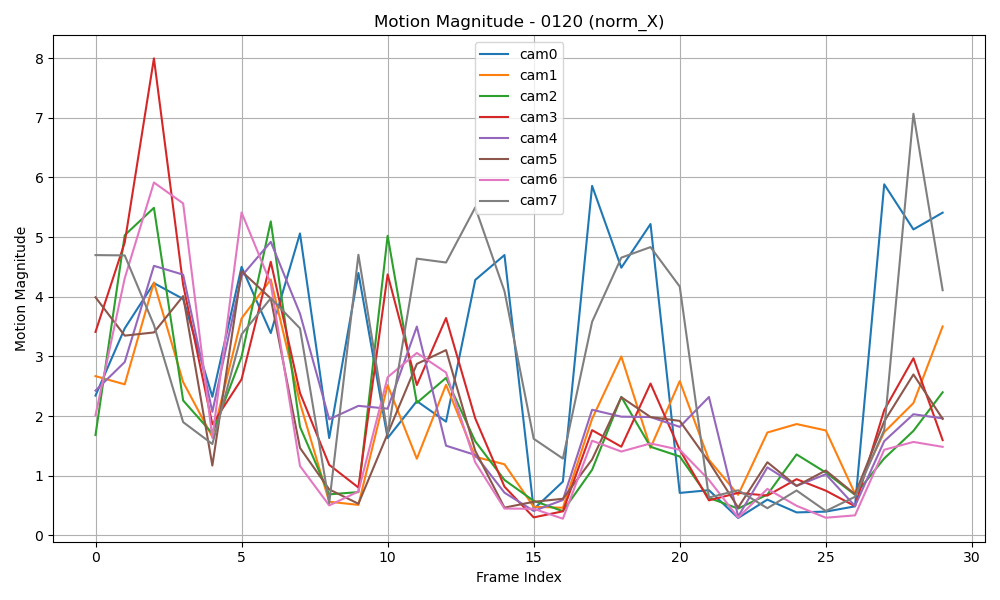 Motion Magnitude - 0120 (norm_X)
cam0
cam1
cam2
cam3
cam4
cam5
cam6
cam7
Motion Magnitude
8
7
6
5
4
3
2
1
0
0 5 10 15 20 25 30
Frame Index